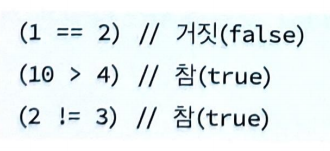 (1 == 2) // 거짓(false)
(10 > 4) // 참(true)
(2 != 3) // 참(true)